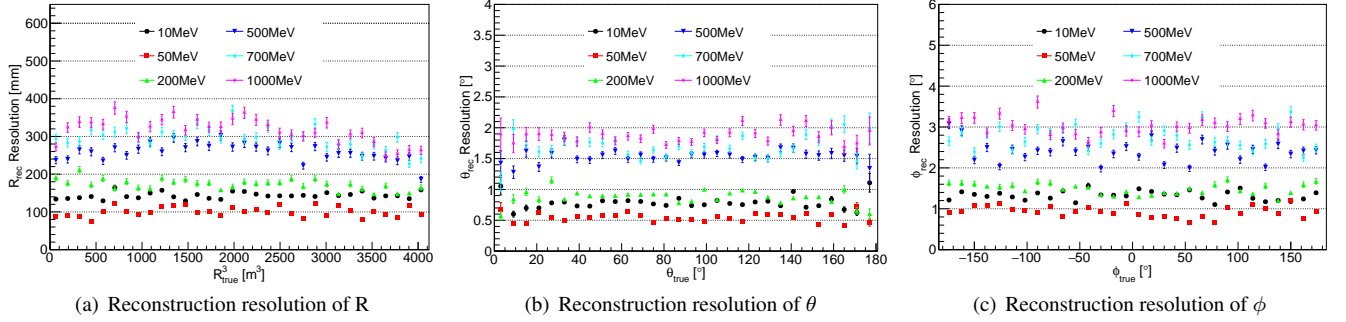 600
500
400
300
200
100
0
R_rec Resolution [mm]
10MeV 500MeV
50MeV 700MeV
200MeV 1000MeV
0 500 1000 1500 2000 2500 3000 3500 4000
R³_true [m³]
(a) Reconstruction resolution of R
4
3.5
3
2.5
2
1.5
1
0.5
0
θ_rec Resolution [°]
10MeV 500MeV
50MeV 700MeV
200MeV 1000MeV
0 20 40 60 80 100 120 140 160 180
θ_true [°]
(b) Reconstruction resolution of θ
6
5
4
3
2
1
0
ϕ_rec Resolution [°]
10MeV 500MeV
50MeV 700MeV
200MeV 1000MeV
−150 −100 −50 0 50 100 150
ϕ_true [°]
(c) Reconstruction resolution of ϕ